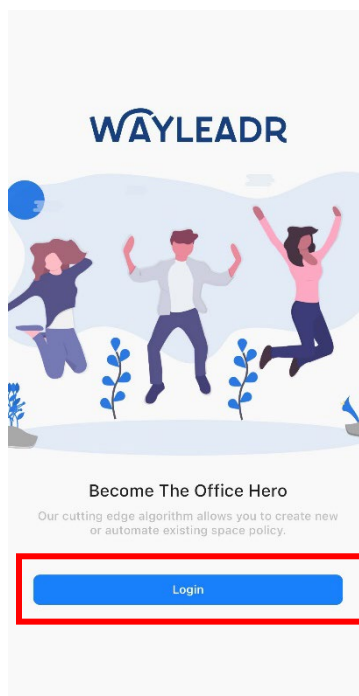 WAYLEADR
Become The Office Hero
Our cutting edge algorithm allows you to create new
or automate existing space policy.
Login